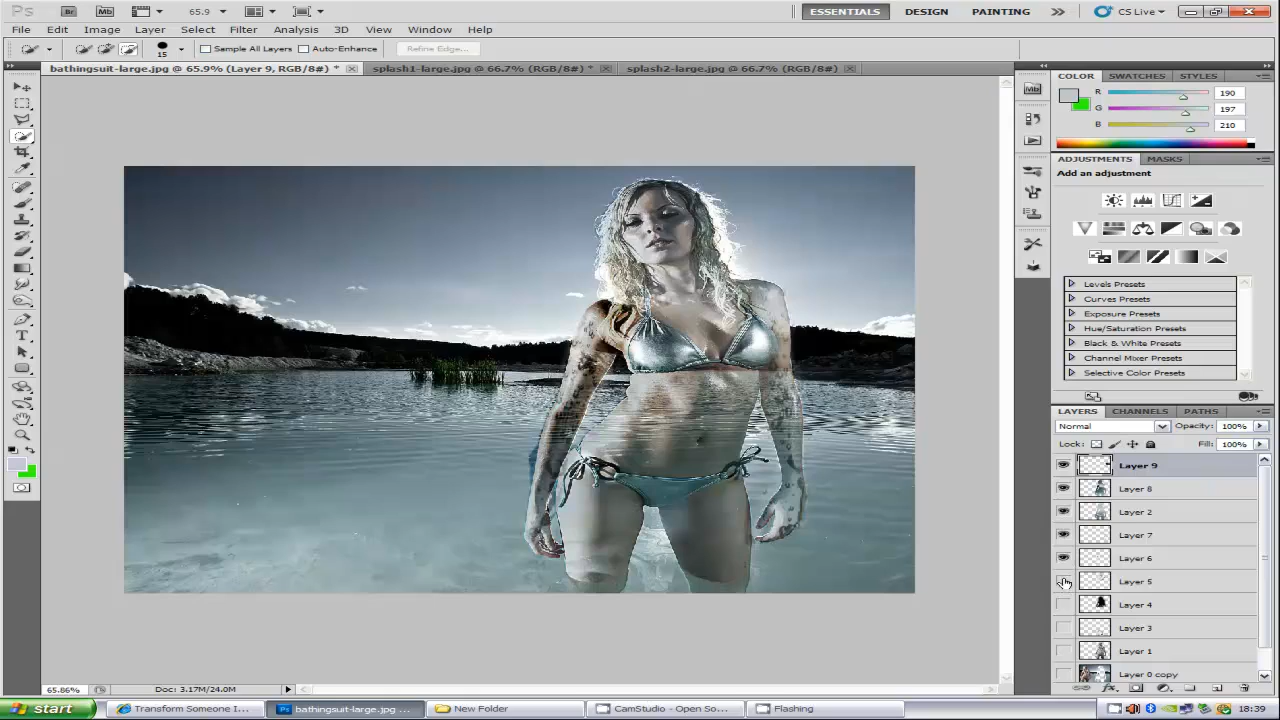 Ps Br Mb 65.9 ESSENTIALS DESIGN PAINTING CS Live
File Edit Image Layer Select Filter Analysis 3D View Window Help
15 Sample All Layers Auto-Enhance Refine Edge...
bathingsuit-large.jpg @ 65.9% (Layer 9, RGB/8#) * splash1-large.jpg @ 66.7% (RGB/8#) * splash2-large.jpg @ 66.7% (RGB/8#)
COLOR SWATCHES STYLES
R 190
G 197
B 210
ADJUSTMENTS MASKS
Add an adjustment
Levels Presets
Curves Presets
Exposure Presets
Hue/Saturation Presets
Black & White Presets
Channel Mixer Presets
Selective Color Presets
LAYERS CHANNELS PATHS
Normal Opacity: 100%
Lock: Fill: 100%
Layer 9
Layer 8
Layer 2
Layer 7
Layer 6
Layer 5
Layer 4
Layer 3
Layer 1
Layer 0 copy
65.86% Doc: 3.17M/24.0M
start Transform Someone I... bathingsuit-large.jpg ... New Folder CamStudio - Open So... Flashing 18:39